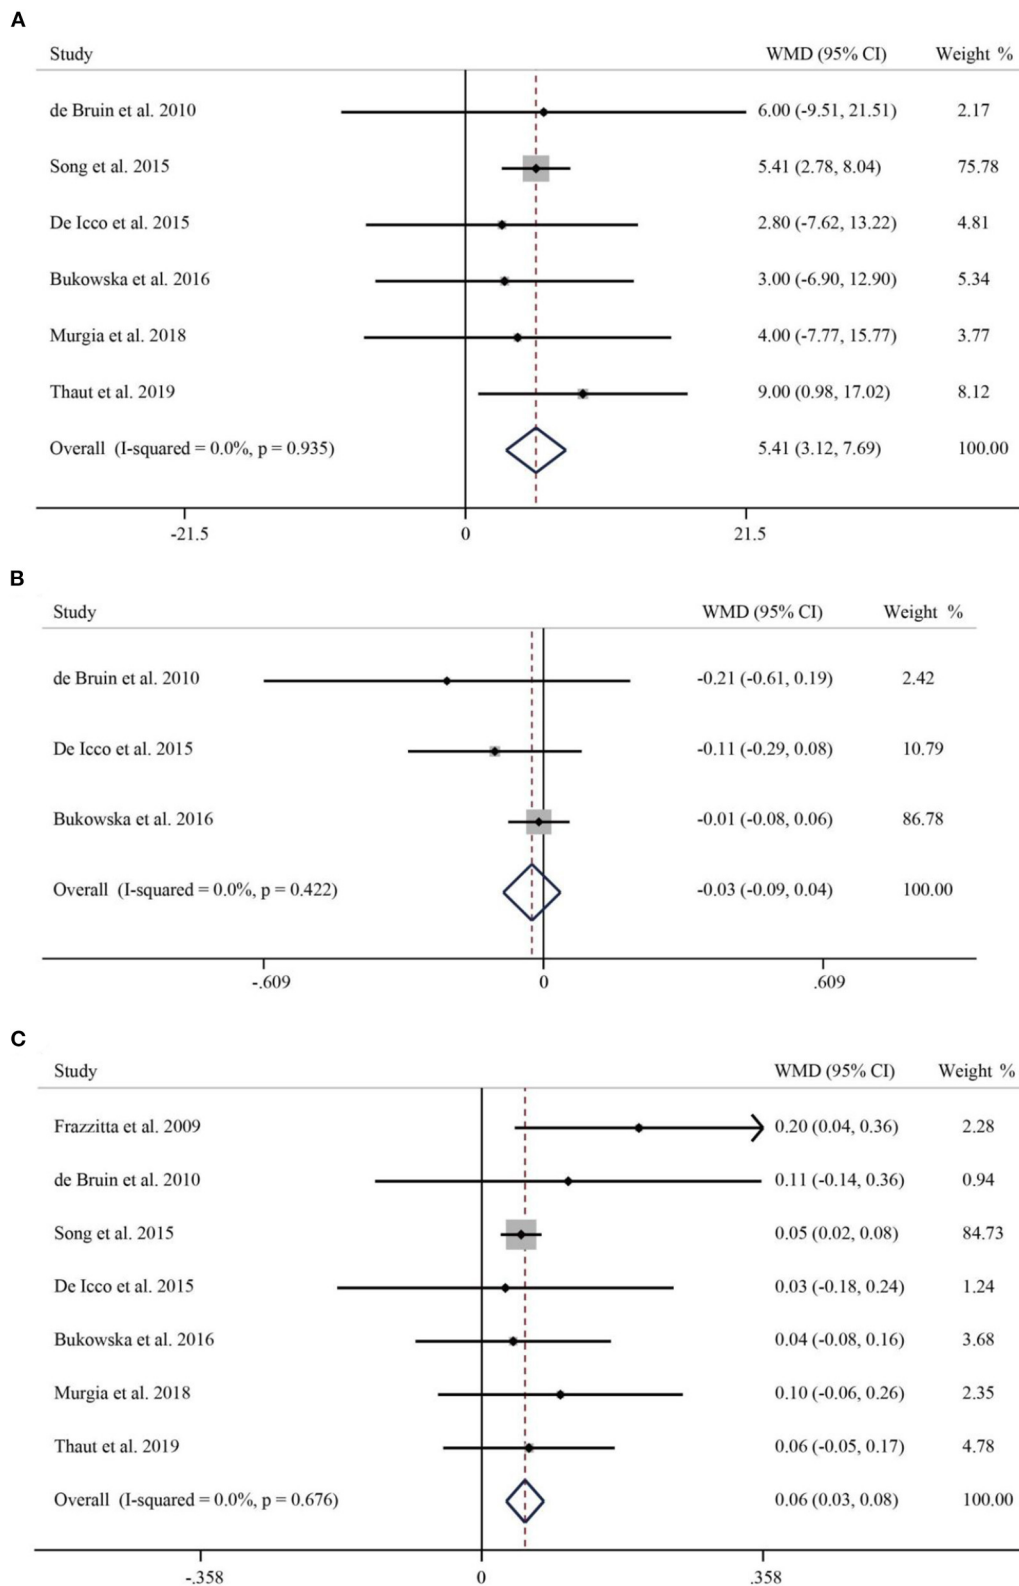 A
Study WMD (95% CI) Weight %
de Bruin et al. 2010 6.00 (-9.51, 21.51) 2.17
Song et al. 2015 5.41 (2.78, 8.04) 75.78
De Icco et al. 2015 2.80 (-7.62, 13.22) 4.81
Bukowska et al. 2016 3.00 (-6.90, 12.90) 5.34
Murgia et al. 2018 4.00 (-7.77, 15.77) 3.77
Thaut et al. 2019 9.00 (0.98, 17.02) 8.12
Overall (I-squared = 0.0%, p = 0.935) 5.41 (3.12, 7.69) 100.00
-21.5 0 21.5
B
Study WMD (95% CI) Weight %
de Bruin et al. 2010 -0.21 (-0.61, 0.19) 2.42
De Icco et al. 2015 -0.11 (-0.29, 0.08) 10.79
Bukowska et al. 2016 -0.01 (-0.08, 0.06) 86.78
Overall (I-squared = 0.0%, p = 0.422) -0.03 (-0.09, 0.04) 100.00
-.609 0 .609
C
Study WMD (95% CI) Weight %
Frazzitta et al. 2009 0.20 (0.04, 0.36) 2.28
de Bruin et al. 2010 0.11 (-0.14, 0.36) 0.94
Song et al. 2015 0.05 (0.02, 0.08) 84.73
De Icco et al. 2015 0.03 (-0.18, 0.24) 1.24
Bukowska et al. 2016 0.04 (-0.08, 0.16) 3.68
Murgia et al. 2018 0.10 (-0.06, 0.26) 2.35
Thaut et al. 2019 0.06 (-0.05, 0.17) 4.78
Overall (I-squared = 0.0%, p = 0.676) 0.06 (0.03, 0.08) 100.00
-.358 0 .358